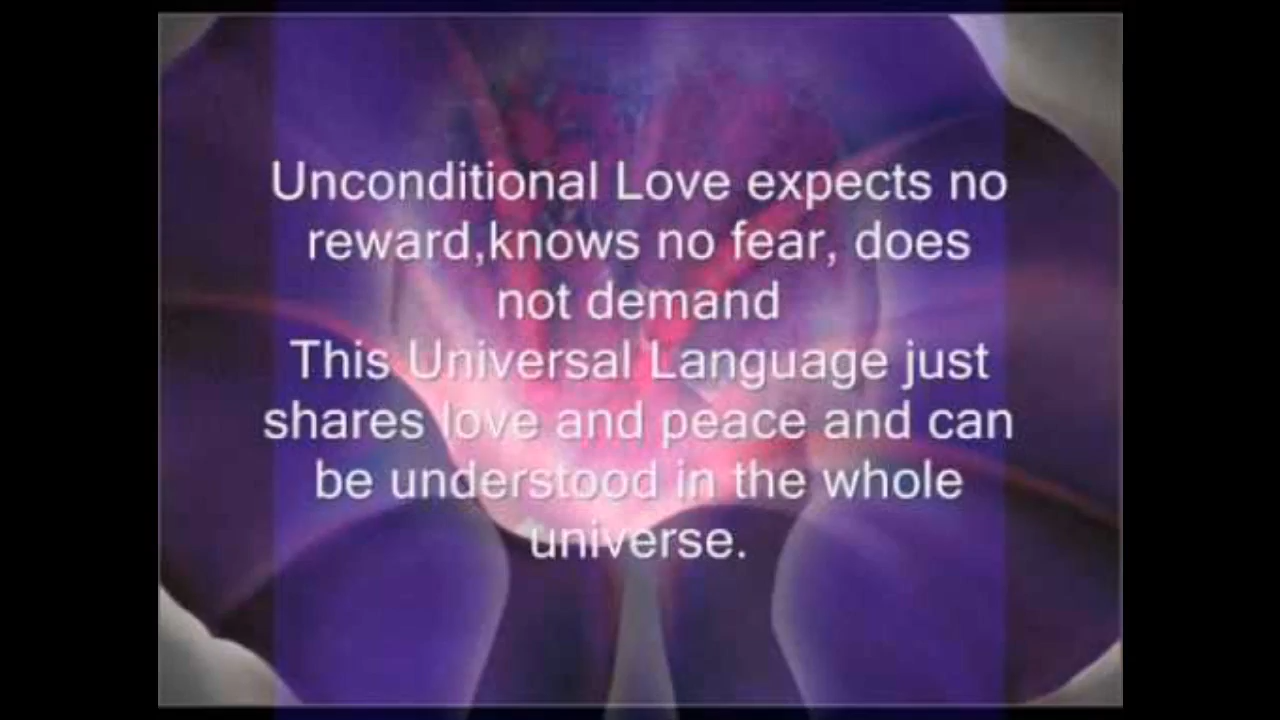 Unconditional Love expects no
reward,knows no fear, does
not demand
This Universal Language just
shares love and peace and can
be understood in the whole
universe.